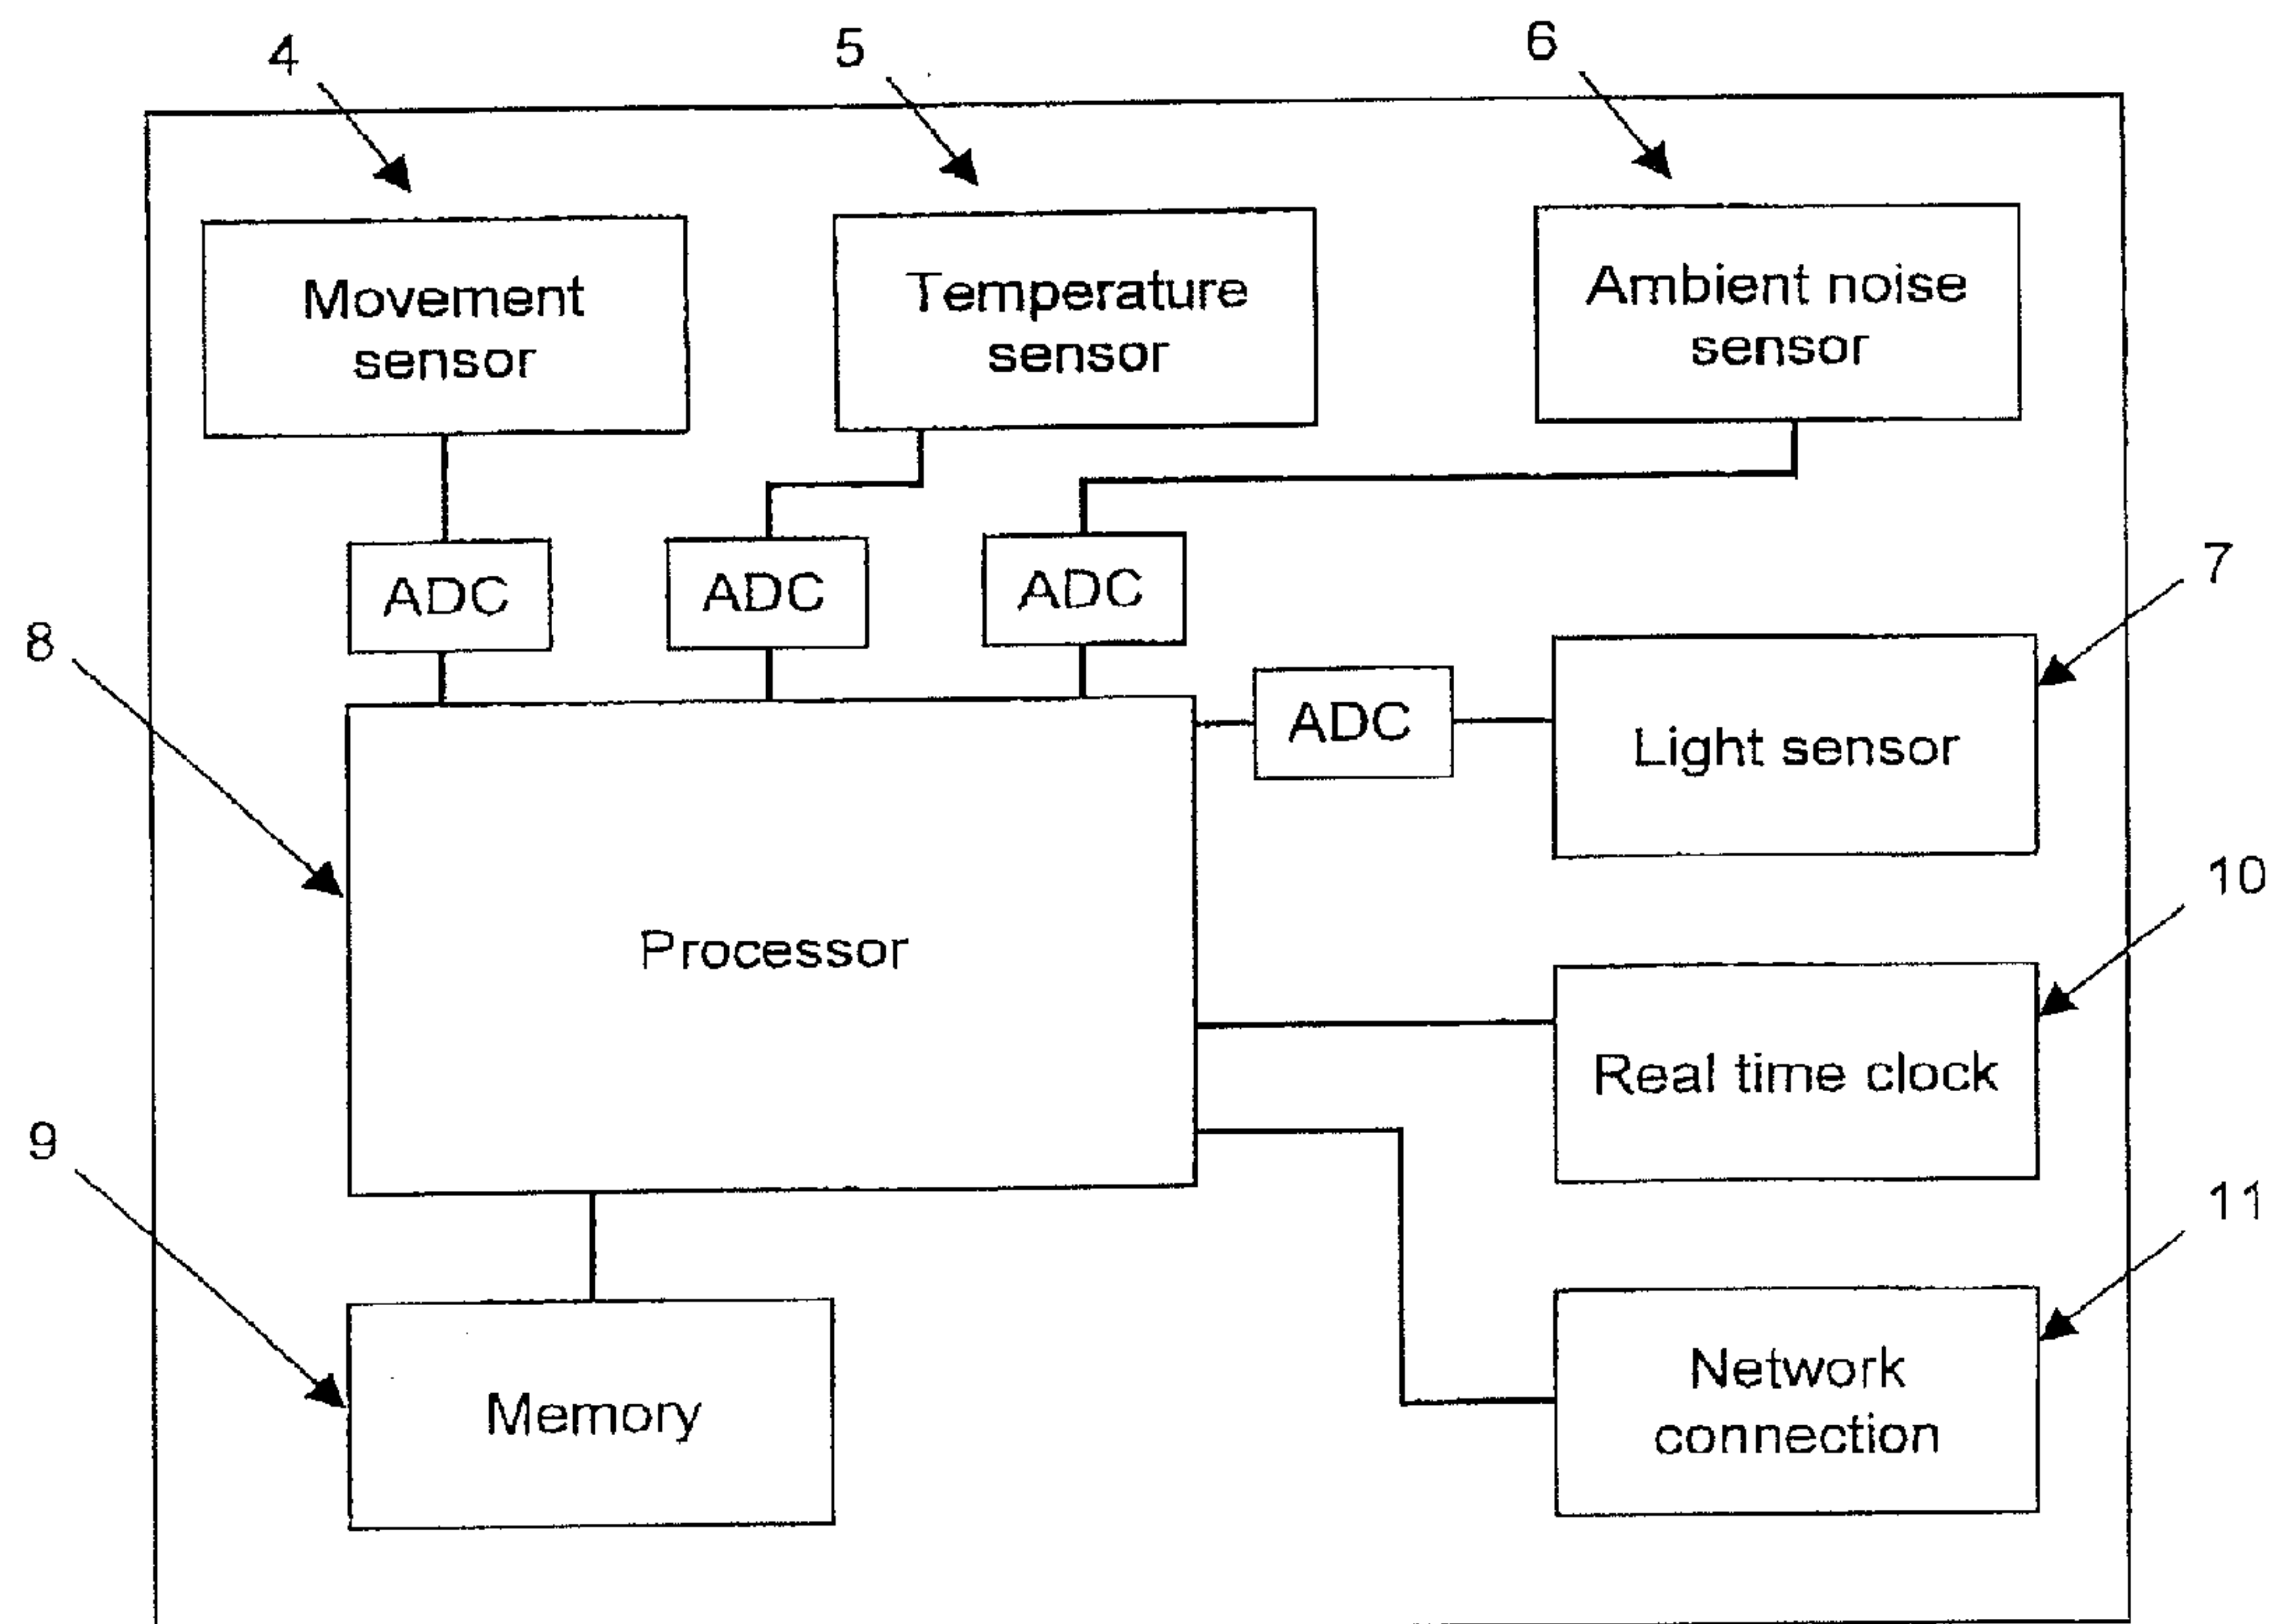 4
5
6
Movement
sensor
Temperature
sensor
Ambient noise
sensor
ADC
ADC
ADC
7
8
ADC
Light sensor
10
Processor
Real time clock
9
11
Memory
Network
connection